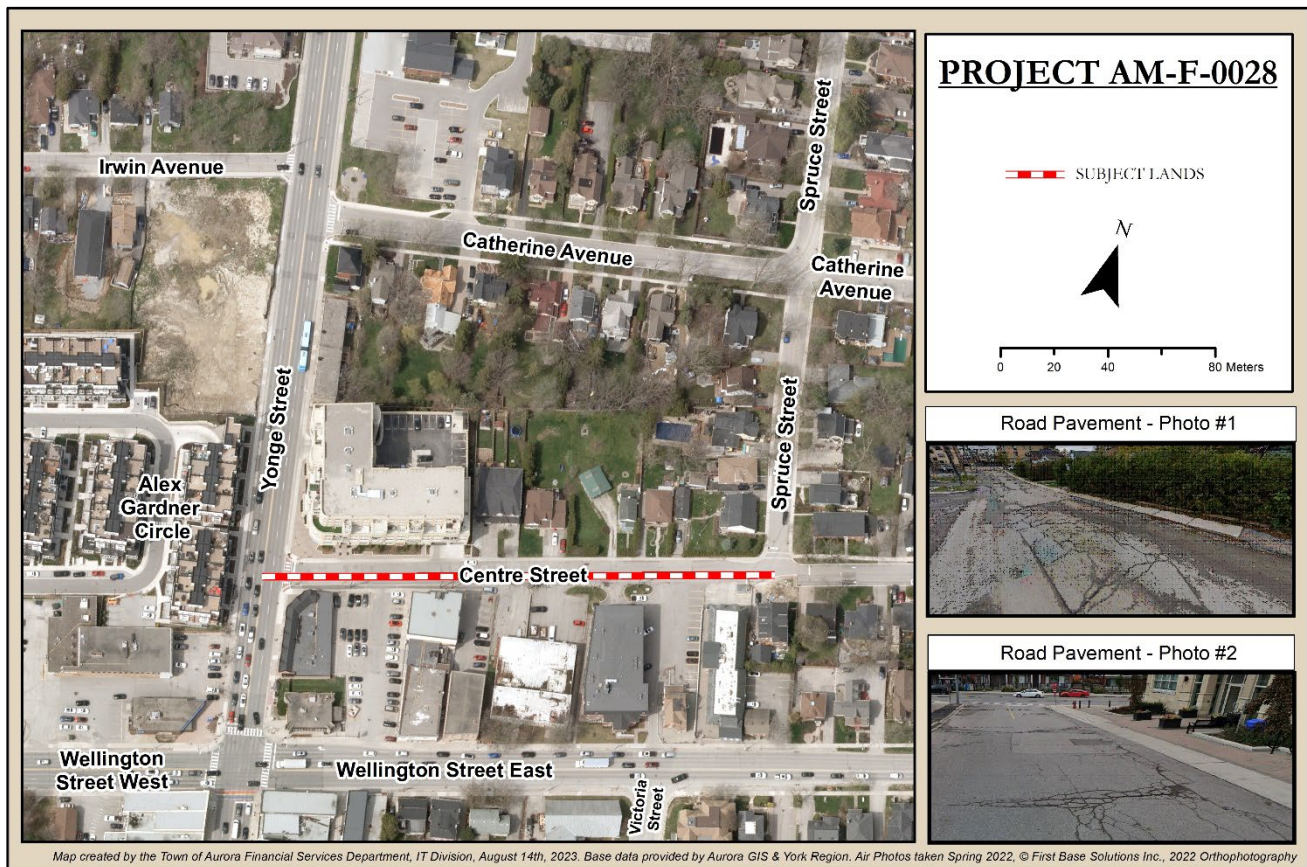 PROJECT AM-F-0028
SUBJECT LANDS
N
0 20 40 80 Meters
Road Pavement - Photo #1
Road Pavement - Photo #2
Irwin Avenue
Spruce Street
Catherine Avenue
Catherine
Avenue
Yonge Street
Spruce Street
Alex
Gardner
Circle
Centre Street
Wellington
Street West
Wellington Street East
Victoria
Street
Map created by the Town of Aurora Financial Services Department, IT Division, August 14th, 2023. Base data provided by Aurora GIS & York Region. Air Photos taken Spring 2022, © First Base Solutions Inc., 2022 Orthophotography.